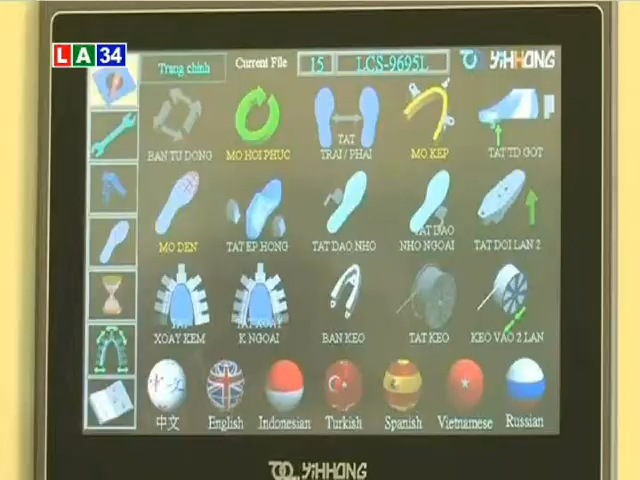 LA34
Trang chính
Current File
15
LCS-9695L
YIHHONG
BAN TU DONG
MO HOI PHUC
TAT TRAI / PHAI
MO KEP
TAT TD GOT
MO DEN
TAT EP HONG
TAT DAO NHO
TAT DAO NHO NGOAI
TAT DOI LAN 2
XOAY KEM
TAT XOAY K NGOAI
BAN KEO
TAT KEO
KEO VAO 2 LAN
中文
English
Indonesian
Turkish
Spanish
Vietnamese
Russian
YIHHONG